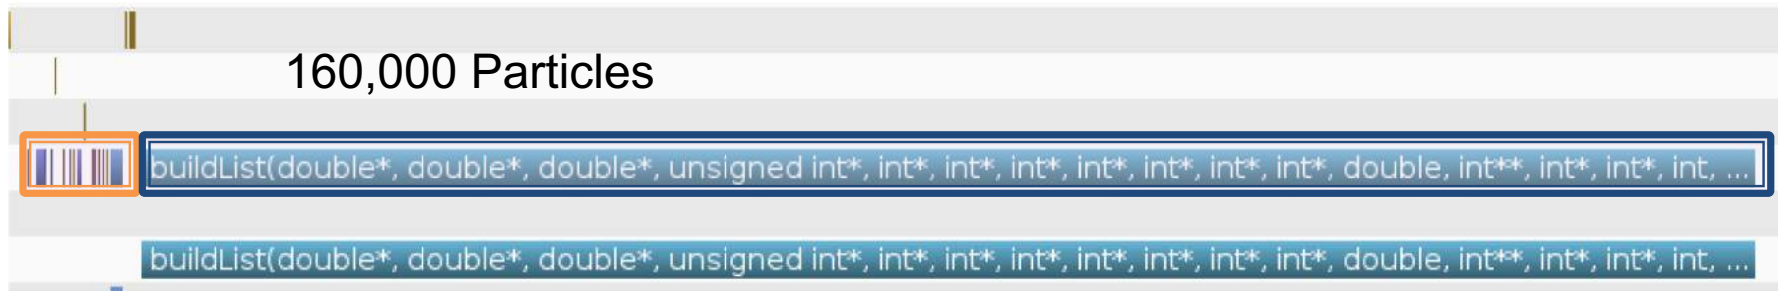 160,000 Particles
buildList(double*, double*, double*, unsigned int*, int*, int*, int*, int*, int*, int*, double, int**, int*, int*, int, ...
buildList(double*, double*, double*, unsigned int*, int*, int*, int*, int*, int*, int*, double, int**, int*, int*, int, ...